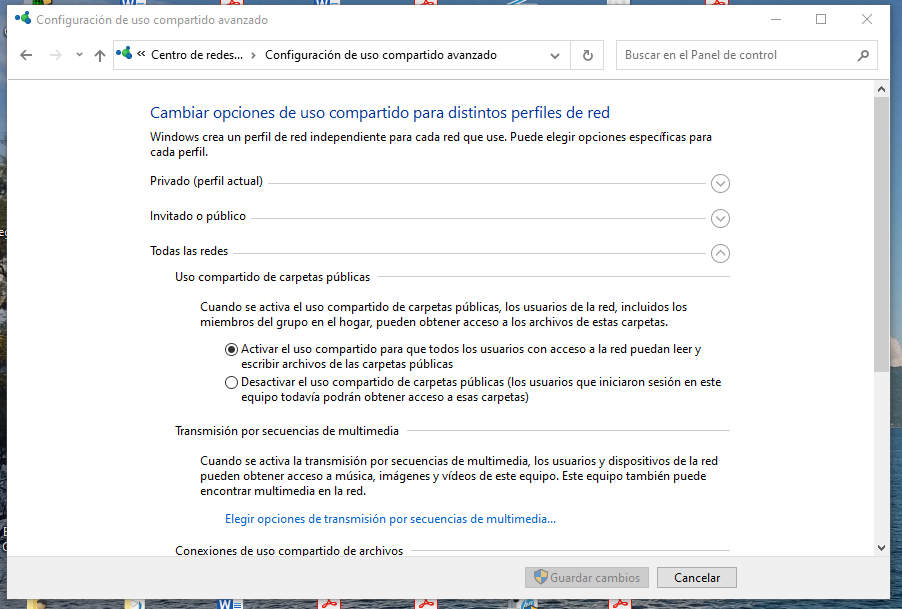 Configuración de uso compartido avanzado
« Centro de redes... › Configuración de uso compartido avanzado
Buscar en el Panel de control
Cambiar opciones de uso compartido para distintos perfiles de red
Windows crea un perfil de red independiente para cada red que use. Puede elegir opciones específicas para
cada perfil.
Privado (perfil actual)
Invitado o público
Todas las redes
Uso compartido de carpetas públicas
Cuando se activa el uso compartido de carpetas públicas, los usuarios de la red, incluidos los
miembros del grupo en el hogar, pueden obtener acceso a los archivos de estas carpetas.
Activar el uso compartido para que todos los usuarios con acceso a la red puedan leer y
escribir archivos de las carpetas públicas
Desactivar el uso compartido de carpetas públicas (los usuarios que iniciaron sesión en este
equipo todavía podrán obtener acceso a esas carpetas)
Transmisión por secuencias de multimedia
Cuando se activa la transmisión por secuencias de multimedia, los usuarios y dispositivos de la red
pueden obtener acceso a música, imágenes y vídeos de este equipo. Este equipo también puede
encontrar multimedia en la red.
Elegir opciones de transmisión por secuencias de multimedia...
Conexiones de uso compartido de archivos
Guardar cambios
Cancelar